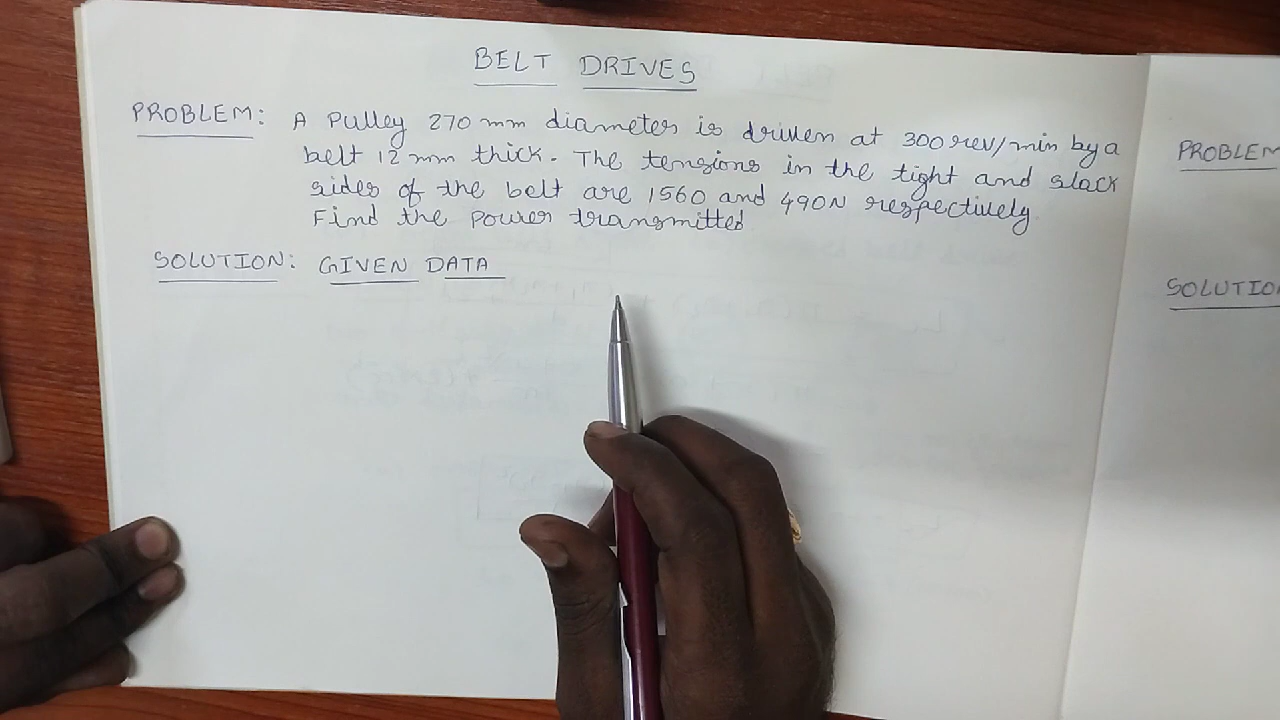 BELT DRIVES
PROBLEM: A Pulley 270 mm diameter is driven at 300 rev/min by a
belt 12 mm thick. The tensions in the tight and slack
sides of the belt are 1560 and 490N respectively.
Find the power transmitted
SOLUTION: GIVEN DATA
PROBLEM
SOLUTIO